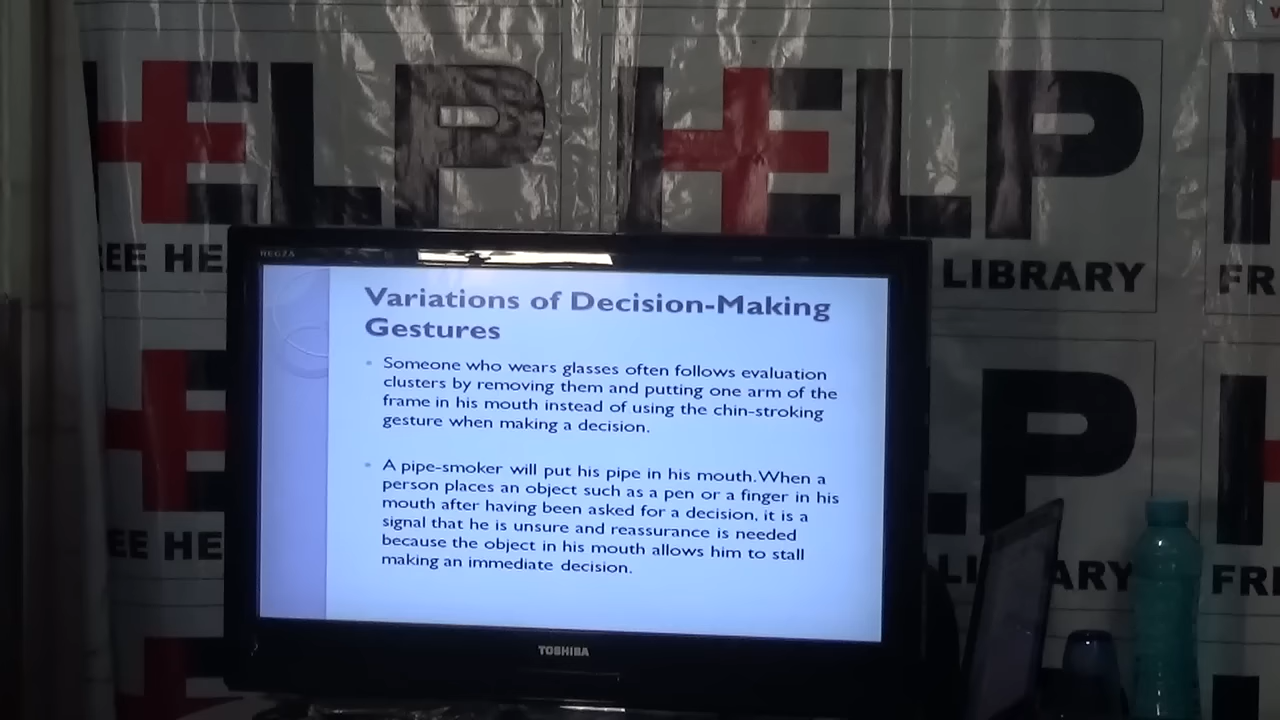 HELP
HELP
REGZA
LIBRARY
FR
Variations of Decision-Making
Gestures
Someone who wears glasses often follows evaluation
clusters by removing them and putting one arm of the
frame in his mouth instead of using the chin-stroking
gesture when making a decision.
A pipe-smoker will put his pipe in his mouth. When a
person places an object such as a pen or a finger in his
mouth after having been asked for a decision, it is a
signal that he is unsure and reassurance is needed
because the object in his mouth allows him to stall
making an immediate decision.
TOSHIBA
P
EE HE
LI ARY
FR